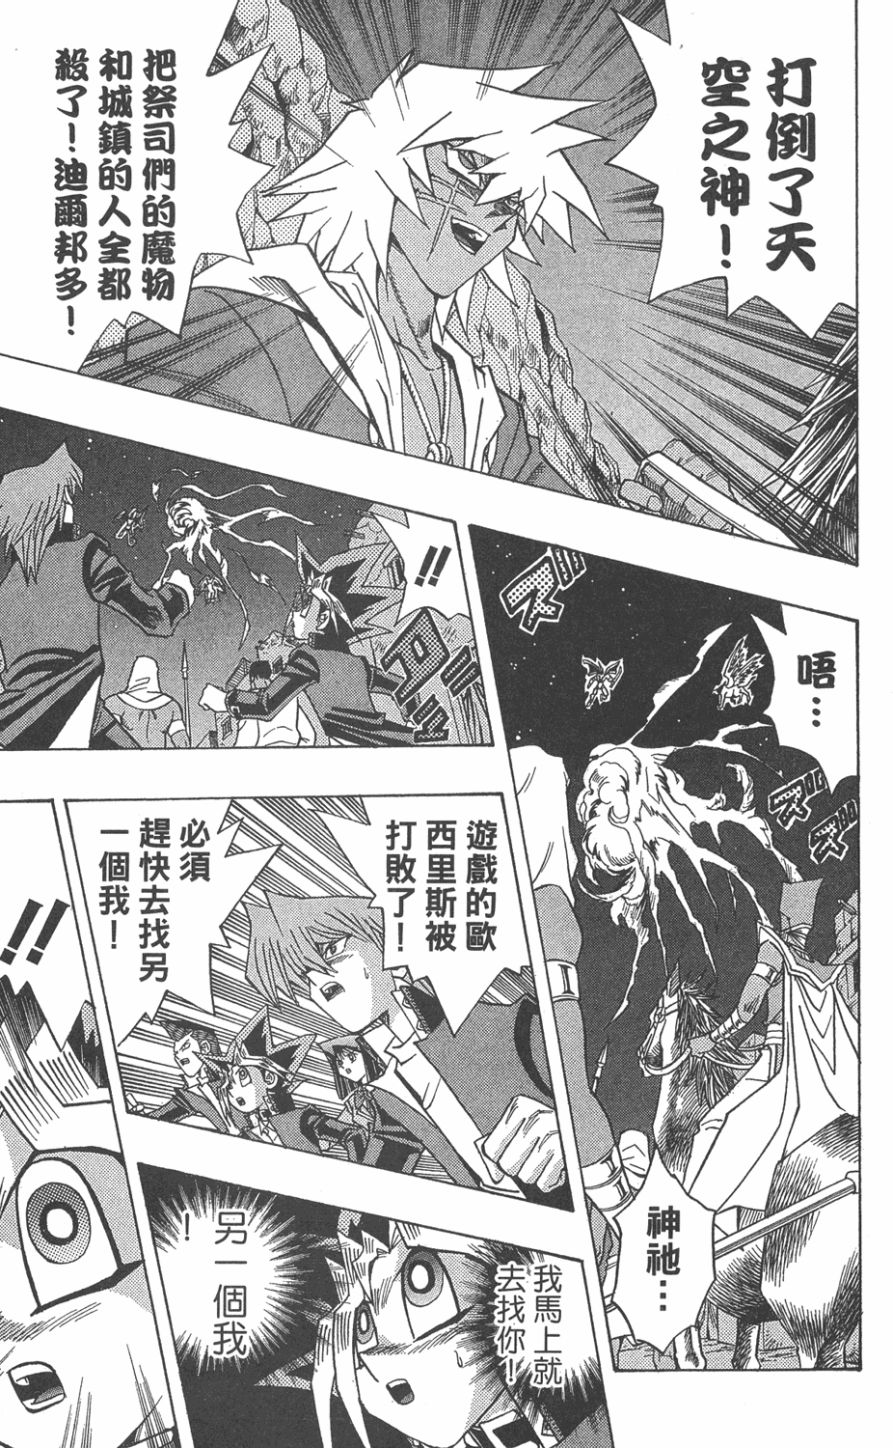 打倒了天
空之神！
把祭司們的魔物
和城鎮的人全都
殺了！迪爾邦多！
唔…
神祂…
!!
遊戲的歐
西里斯被
打敗了！
必須
趕快去找另
一個我！
!!
我馬上就
去找你！
另一個我
！